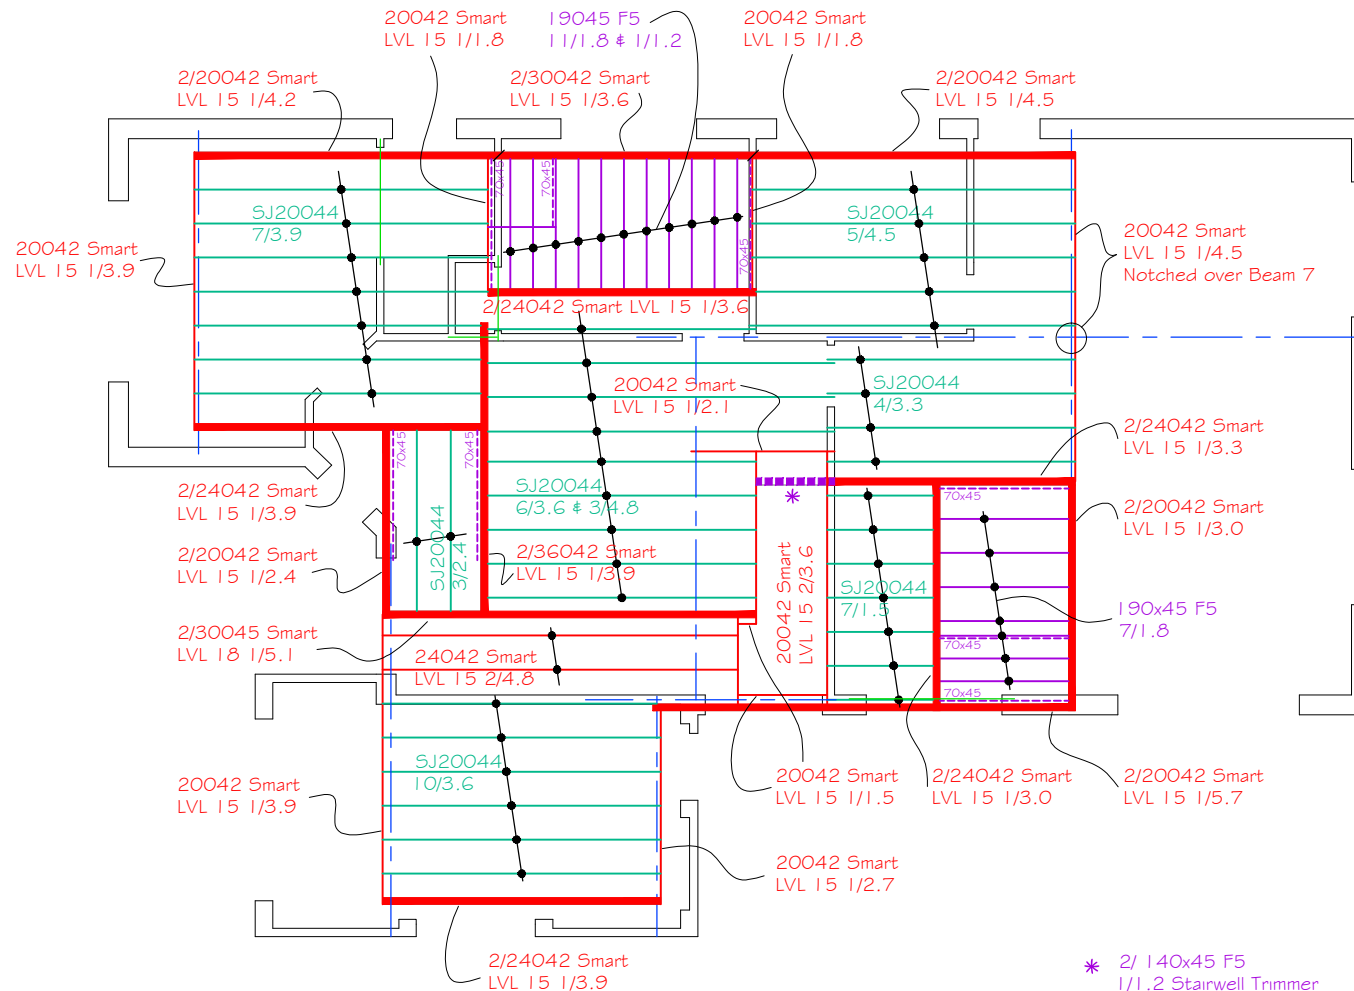 20042 Smart
LVL 15 1/1.8
19045 F5
11/1.8 & 1/1.2
20042 Smart
LVL 15 1/1.8
2/20042 Smart
LVL 15 1/4.2
2/30042 Smart
LVL 15 1/3.6
2/20042 Smart
LVL 15 1/4.5
70x45
70x45
70x45
SJ20044
7/3.9
SJ20044
5/4.5
20042 Smart
LVL 15 1/3.9
20042 Smart
LVL 15 1/4.5
Notched over Beam 7
2/24042 Smart LVL 15 1/3.6
20042 Smart
LVL 15 1/2.1
SJ20044
4/3.3
2/24042 Smart
LVL 15 1/3.3
70x45
70x45
2/24042 Smart
LVL 15 1/3.9
SJ20044
6/3.6 & 3/4.8
70x45
2/20042 Smart
LVL 15 1/3.0
2/20042 Smart
LVL 15 1/2.4
SJ20044
3/2.4
2/36042 Smart
LVL 15 1/3.9
20042 Smart
LVL 15 2/3.6
SJ20044
7/1.5
190x45 F5
7/1.8
70x45
70x45
2/30045 Smart
LVL 18 1/5.1
24042 Smart
LVL 15 2/4.8
SJ20044
10/3.6
20042 Smart
LVL 15 1/3.9
20042 Smart
LVL 15 1/1.5
2/24042 Smart
LVL 15 1/3.0
2/20042 Smart
LVL 15 1/5.7
20042 Smart
LVL 15 1/2.7
2/24042 Smart
LVL 15 1/3.9
* 2/ 140x45 F5
1/1.2 Stairwell Trimmer